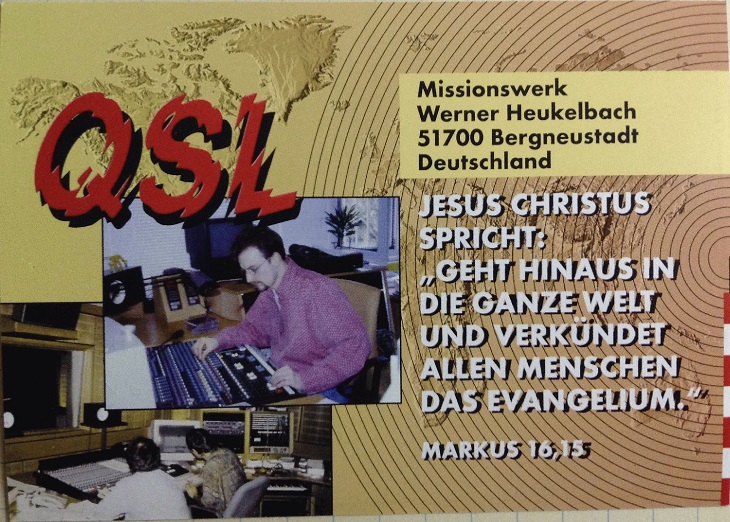 QSL
Missionswerk
Werner Heukelbach
51700 Bergneustadt
Deutschland
JESUS CHRISTUS
SPRICHT:
„GEHT HINAUS IN
DIE GANZE WELT
UND VERKÜNDET
ALLEN MENSCHEN
DAS EVANGELIUM.“
MARKUS 16,15